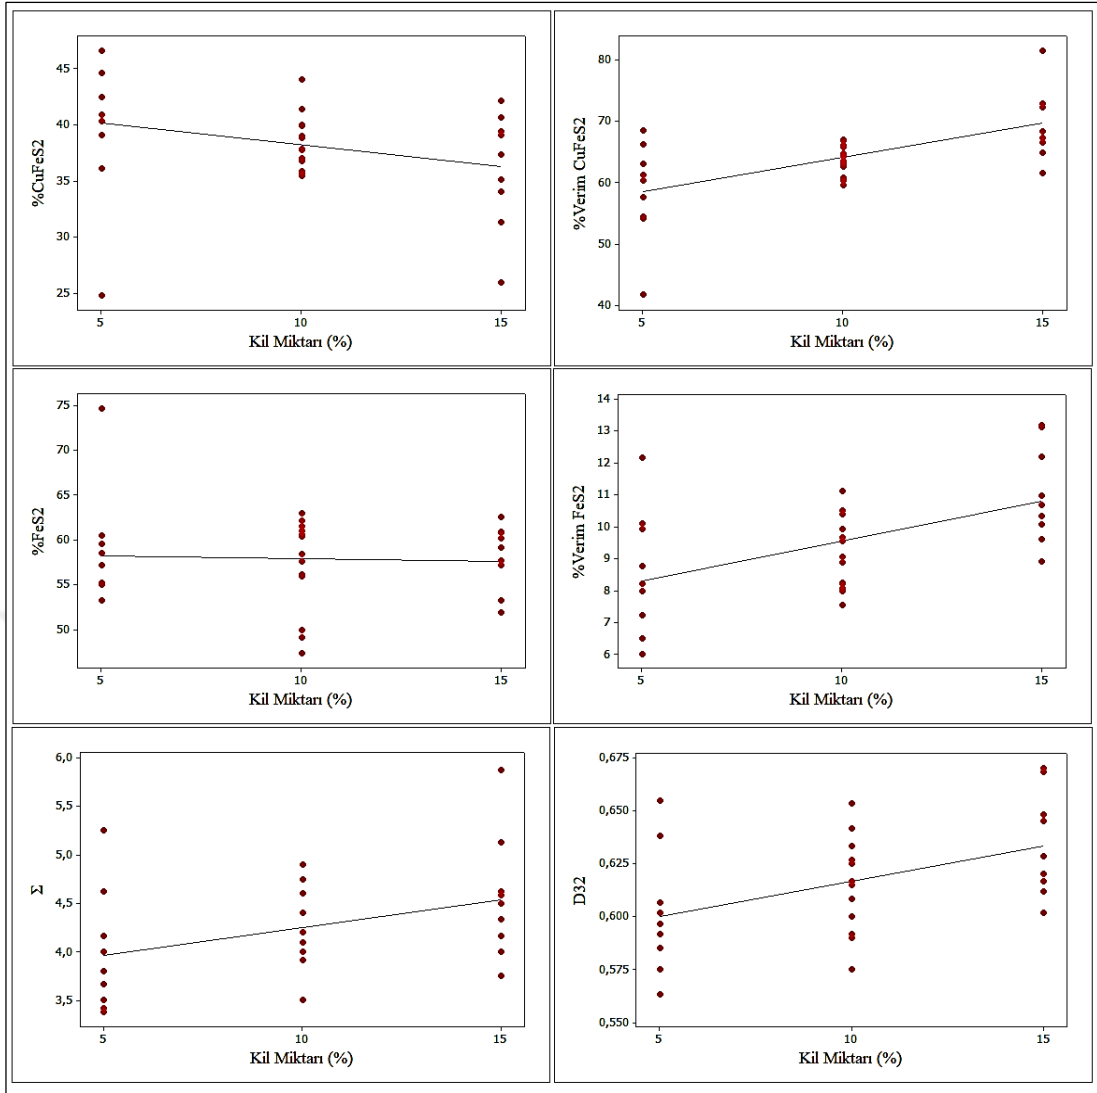 %CuFeS2
45
40
35
30
25
5 10 15
Kil Miktarı (%)
%Verim CuFeS2
80
70
60
50
40
5 10 15
Kil Miktarı (%)
%FeS2
75
70
65
60
55
50
5 10 15
Kil Miktarı (%)
%Verim FeS2
14
13
12
11
10
9
8
7
6
5 10 15
Kil Miktarı (%)
Σ
6,0
5,5
5,0
4,5
4,0
3,5
5 10 15
Kil Miktarı (%)
D32
0,675
0,650
0,625
0,600
0,575
0,550
5 10 15
Kil Miktarı (%)